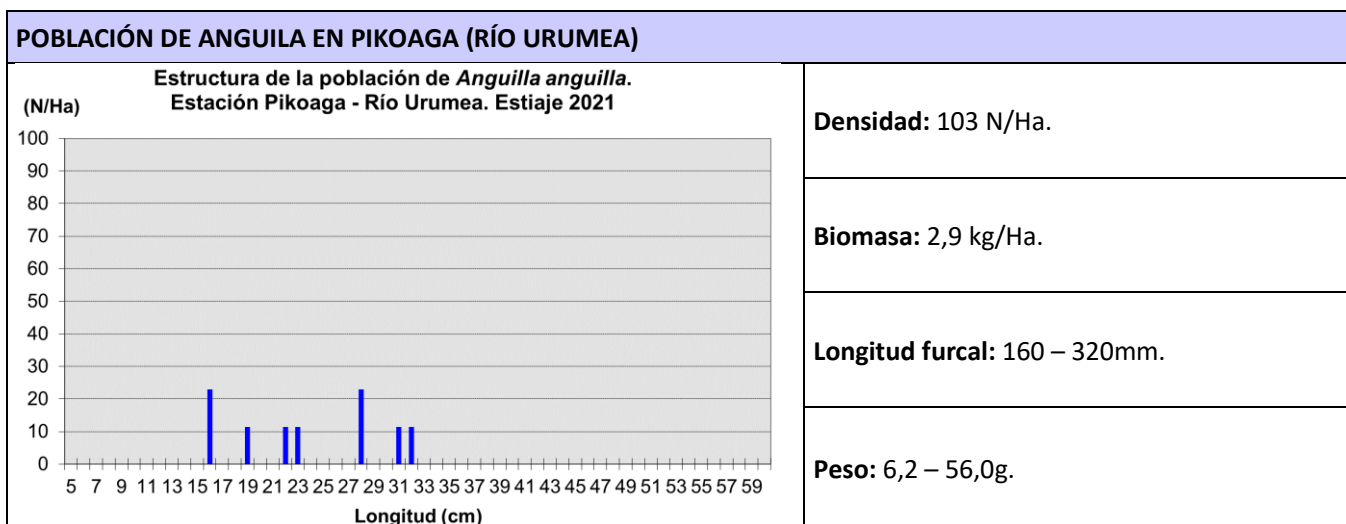 POBLACIÓN DE ANGUILA EN PIKOAGA (RÍO URUMEA)
Estructura de la población de Anguilla anguilla.
Estación Pikoaga - Río Urumea. Estiaje 2021
(N/Ha)
100
90
80
70
60
50
40
30
20
10
0
5 7 9 11 13 15 17 19 21 23 25 27 29 31 33 35 37 39 41 43 45 47 49 51 53 55 57 59
Longitud (cm)
Densidad: 103 N/Ha.
Biomasa: 2,9 kg/Ha.
Longitud furcal: 160 – 320mm.
Peso: 6,2 – 56,0g.